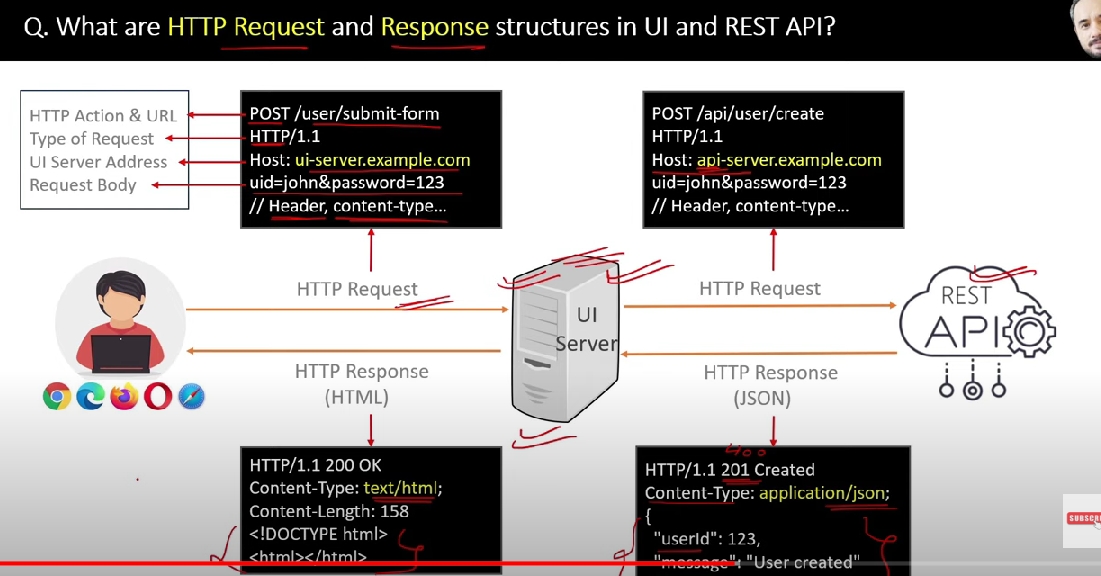 Q. What are HTTP Request and Response structures in UI and REST API?
HTTP Action & URL
Type of Request
UI Server Address
Request Body
POST /user/submit-form
HTTP/1.1
Host: ui-server.example.com
uid=john&password=123
// Header, content-type...
POST /api/user/create
HTTP/1.1
Host: api-server.example.com
uid=john&password=123
// Header, content-type...
HTTP Request
UI
Server
HTTP Request
REST
API
HTTP Response
(HTML)
HTTP Response
(JSON)
HTTP/1.1 200 OK
Content-Type: text/html;
Content-Length: 158
<!DOCTYPE html>
<html></html>
400
HTTP/1.1 201 Created
Content-Type: application/json;
{
"userId": 123,
"message": "User created"